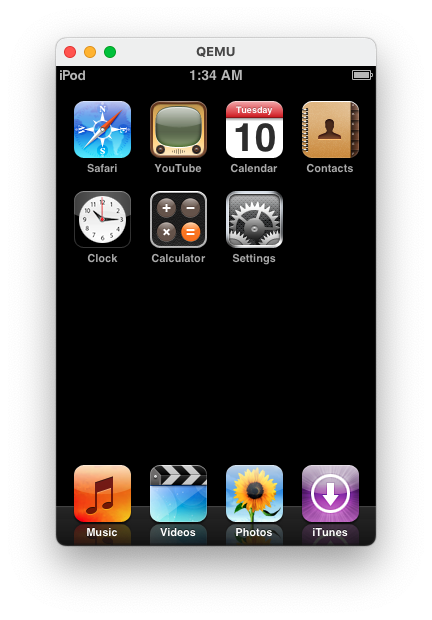 QEMU
iPod 1:34 AM
Tuesday
10
Safari YouTube Calendar Contacts
Clock Calculator Settings
Music Videos Photos iTunes